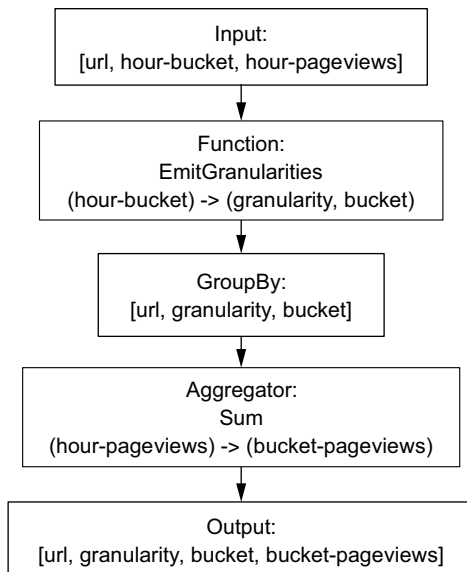 Input:
[url, hour-bucket, hour-pageviews]
Function:
EmitGranularities
(hour-bucket) -> (granularity, bucket)
GroupBy:
[url, granularity, bucket]
Aggregator:
Sum
(hour-pageviews) -> (bucket-pageviews)
Output:
[url, granularity, bucket, bucket-pageviews]